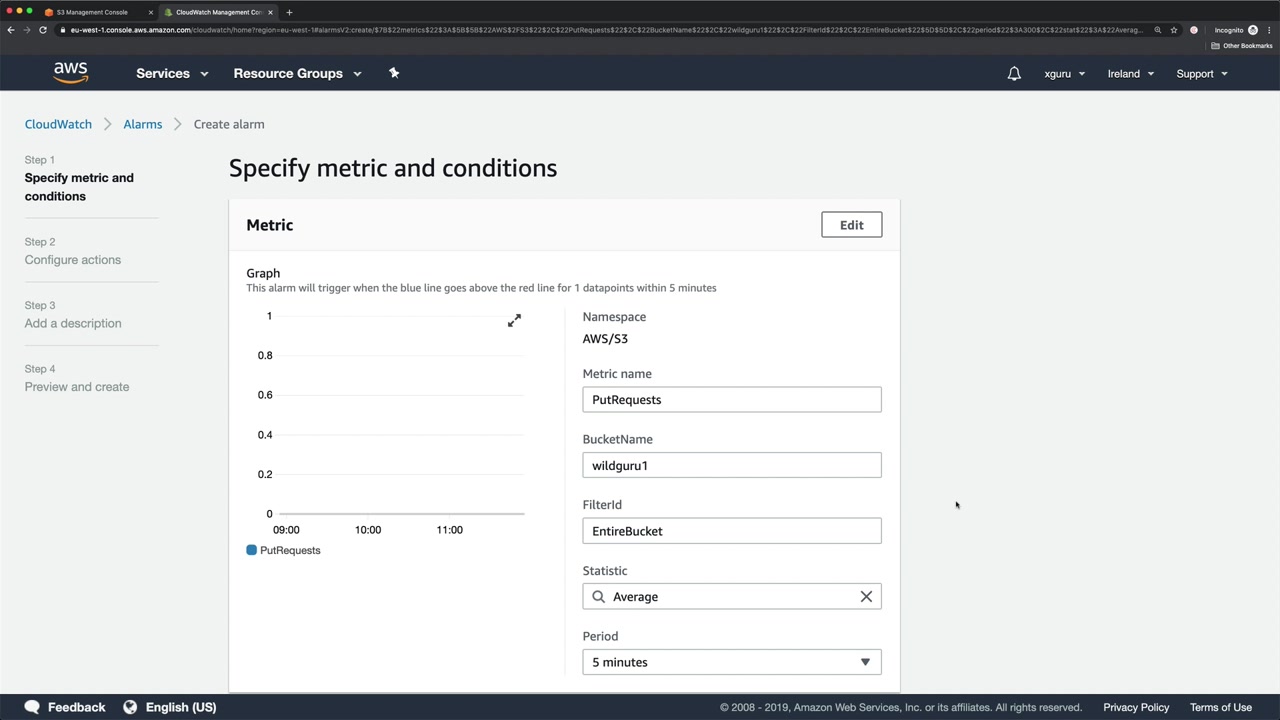 S3 Management Console
CloudWatch Management Con
eu-west-1.console.aws.amazon.com/cloudwatch/home?region=eu-west-1#alarmsV2:create/$7B$22metrics$22$3A$5B$5B$22AWS$2FS3$22$2C$22PutRequests$22$2C$22BucketName$22$2C$22wildguru1$22$2C$22FilterId$22$2C$22EntireBucket$22$5D$5D$2C$22period$22$3A300$2C$22stat$22$3A$22Averag...
Incognito
Other Bookmarks
aws
Services
Resource Groups
xguru
Ireland
Support
CloudWatch
Alarms
Create alarm
Step 1
Specify metric and
conditions
Step 2
Configure actions
Step 3
Add a description
Step 4
Preview and create
Specify metric and conditions
Metric
Edit
Graph
This alarm will trigger when the blue line goes above the red line for 1 datapoints within 5 minutes
1
0.8
0.6
0.4
0.2
0
09:00
10:00
11:00
PutRequests
Namespace
AWS/S3
Metric name
PutRequests
BucketName
wildguru1
FilterId
EntireBucket
Statistic
Average
Period
5 minutes
Feedback
English (US)
© 2008 - 2019, Amazon Web Services, Inc. or its affiliates. All rights reserved.
Privacy Policy
Terms of Use